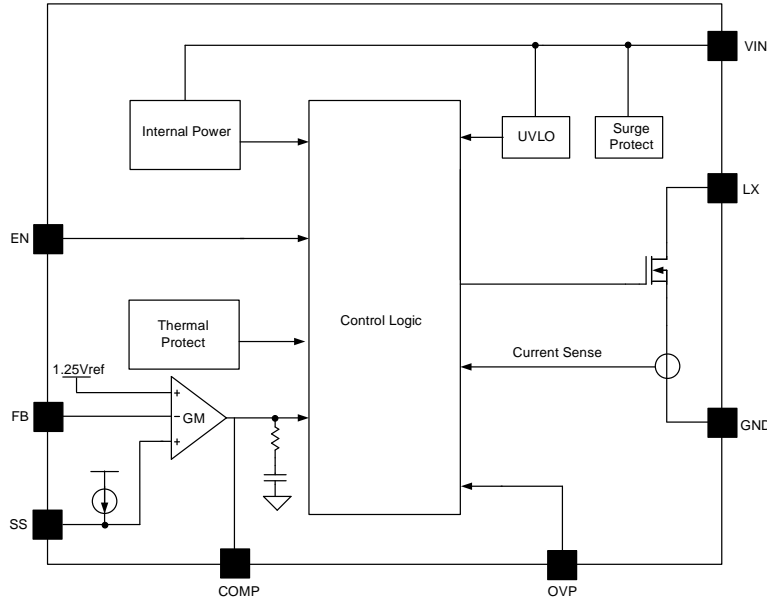 VIN
Internal Power
UVLO
Surge
Protect
LX
EN
Thermal
Protect
Control Logic
Current Sense
1.25Vref
+
FB
−
GM
+
GND
SS
COMP
OVP